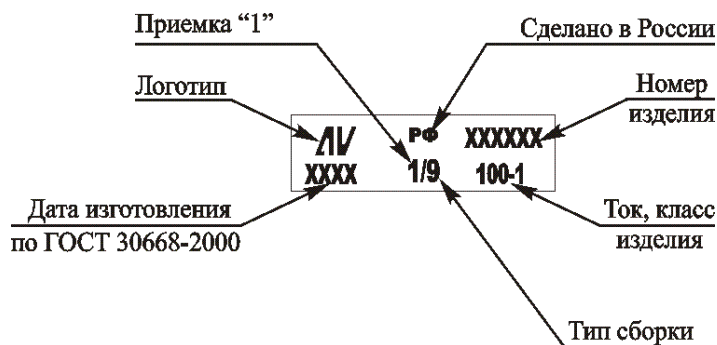 Приемка “1”
Сделано в России
Логотип
Номер
изделия
РФ
XXXXXX
XXXX
1/9
100-1
Дата изготовления
по ГОСТ 30668-2000
Ток, класс
изделия
Тип сборки